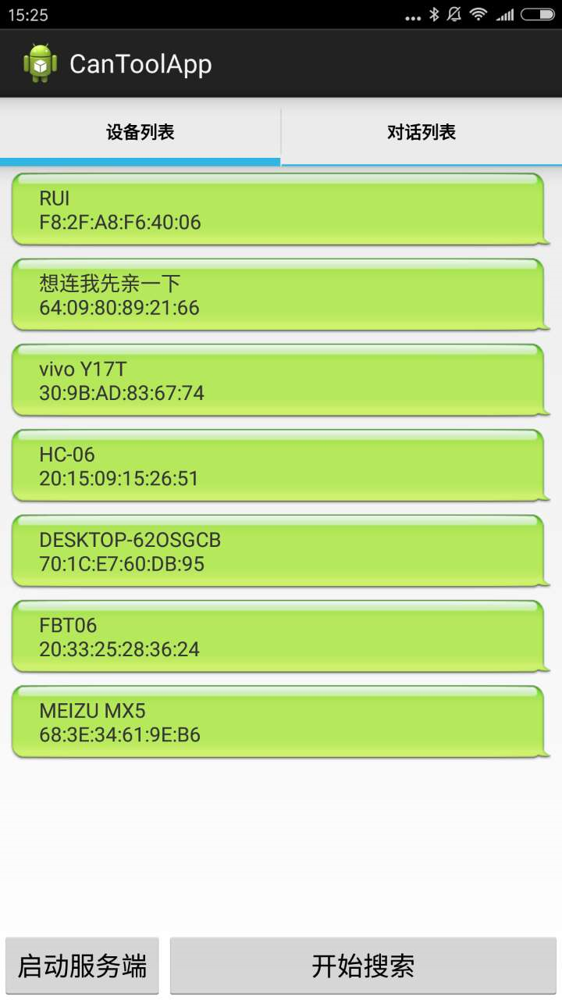 15:25
CanToolApp
设备列表
对话列表
RUI
F8:2F:A8:F6:40:06
想连我先亲一下
64:09:80:89:21:66
vivo Y17T
30:9B:AD:83:67:74
HC-06
20:15:09:15:26:51
DESKTOP-62OSGCB
70:1C:E7:60:DB:95
FBT06
20:33:25:28:36:24
MEIZU MX5
68:3E:34:61:9E:B6
启动服务端
开始搜索